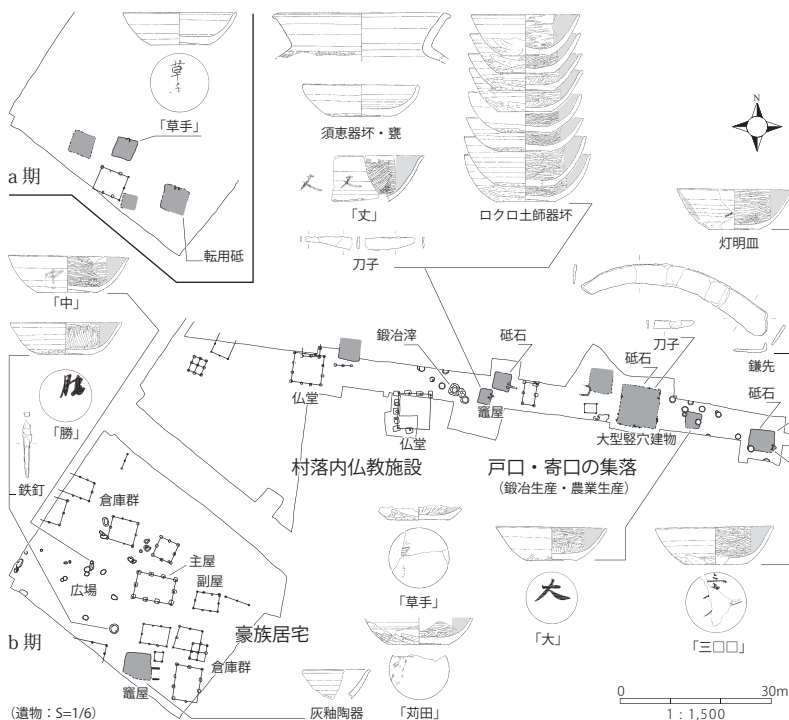 「草手」
a 期
転用砥
須恵器坏・甕
「丈」
刀子
ロクロ土師器坏
N
灯明皿
「中」
「勝」
鉄釘
仏堂
鍛冶滓
砥石
竈屋
仏堂
砥石
刀子
大型竪穴建物
鎌先
砥石
村落内仏教施設
戸口・寄口の集落
(鍛冶生産・農業生産)
倉庫群
主屋
副屋
広場
豪族居宅
b 期
倉庫群
竈屋
「草手」
「大」
「三□□」
灰釉陶器
「苅田」
(遺物:S=1/6)
0 30m
1:1,500